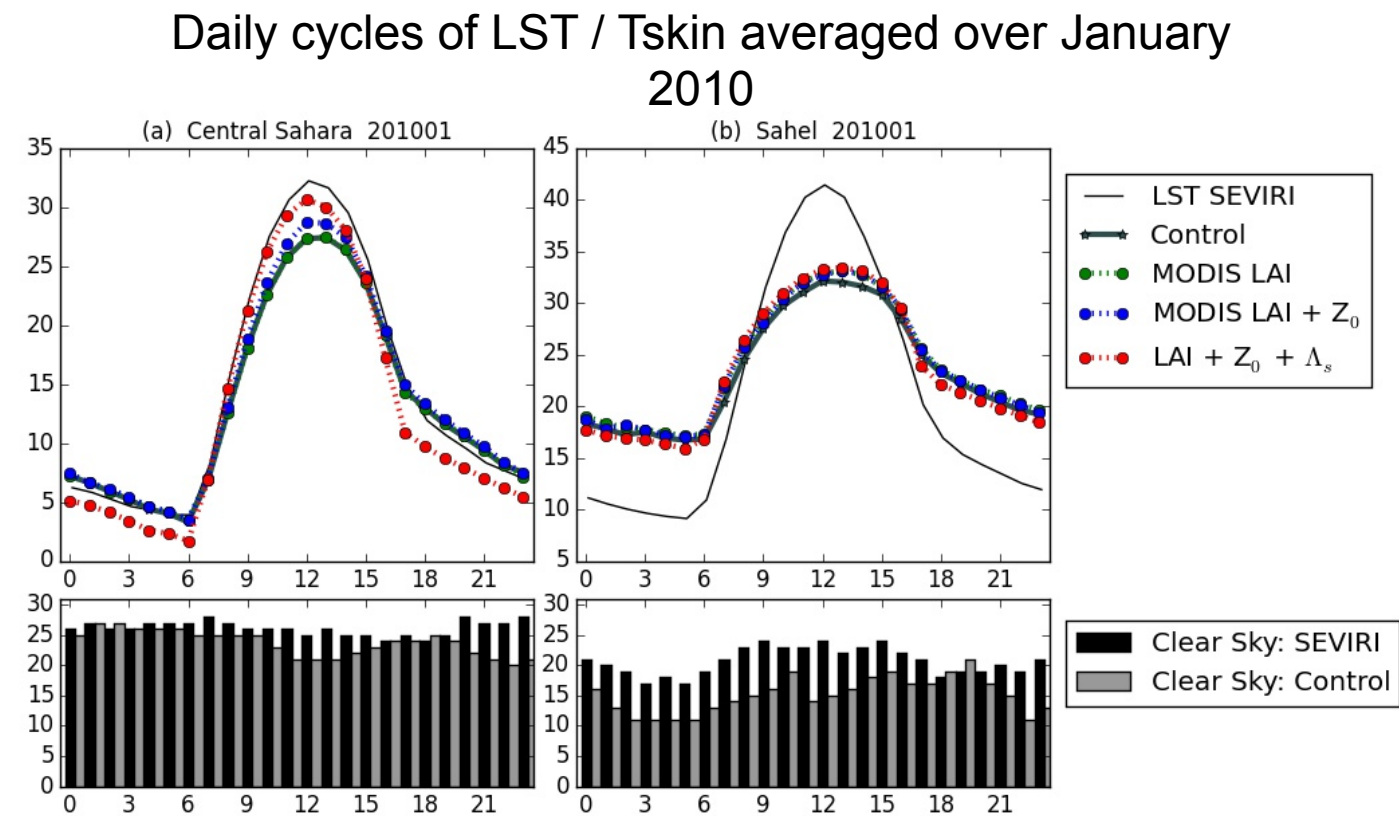 Daily cycles of LST / Tskin averaged over January
2010
(a) Central Sahara 201001
35
30
25
20
15
10
5
0
0 3 6 9 12 15 18 21
(b) Sahel 201001
45
40
35
30
25
20
15
10
5
0 3 6 9 12 15 18 21
LST SEVIRI
Control
MODIS LAI
MODIS LAI + Z₀
LAI + Z₀ + Λₛ
30
25
20
15
10
5
0
0 3 6 9 12 15 18 21
30
25
20
15
10
5
0
0 3 6 9 12 15 18 21
Clear Sky: SEVIRI
Clear Sky: Control